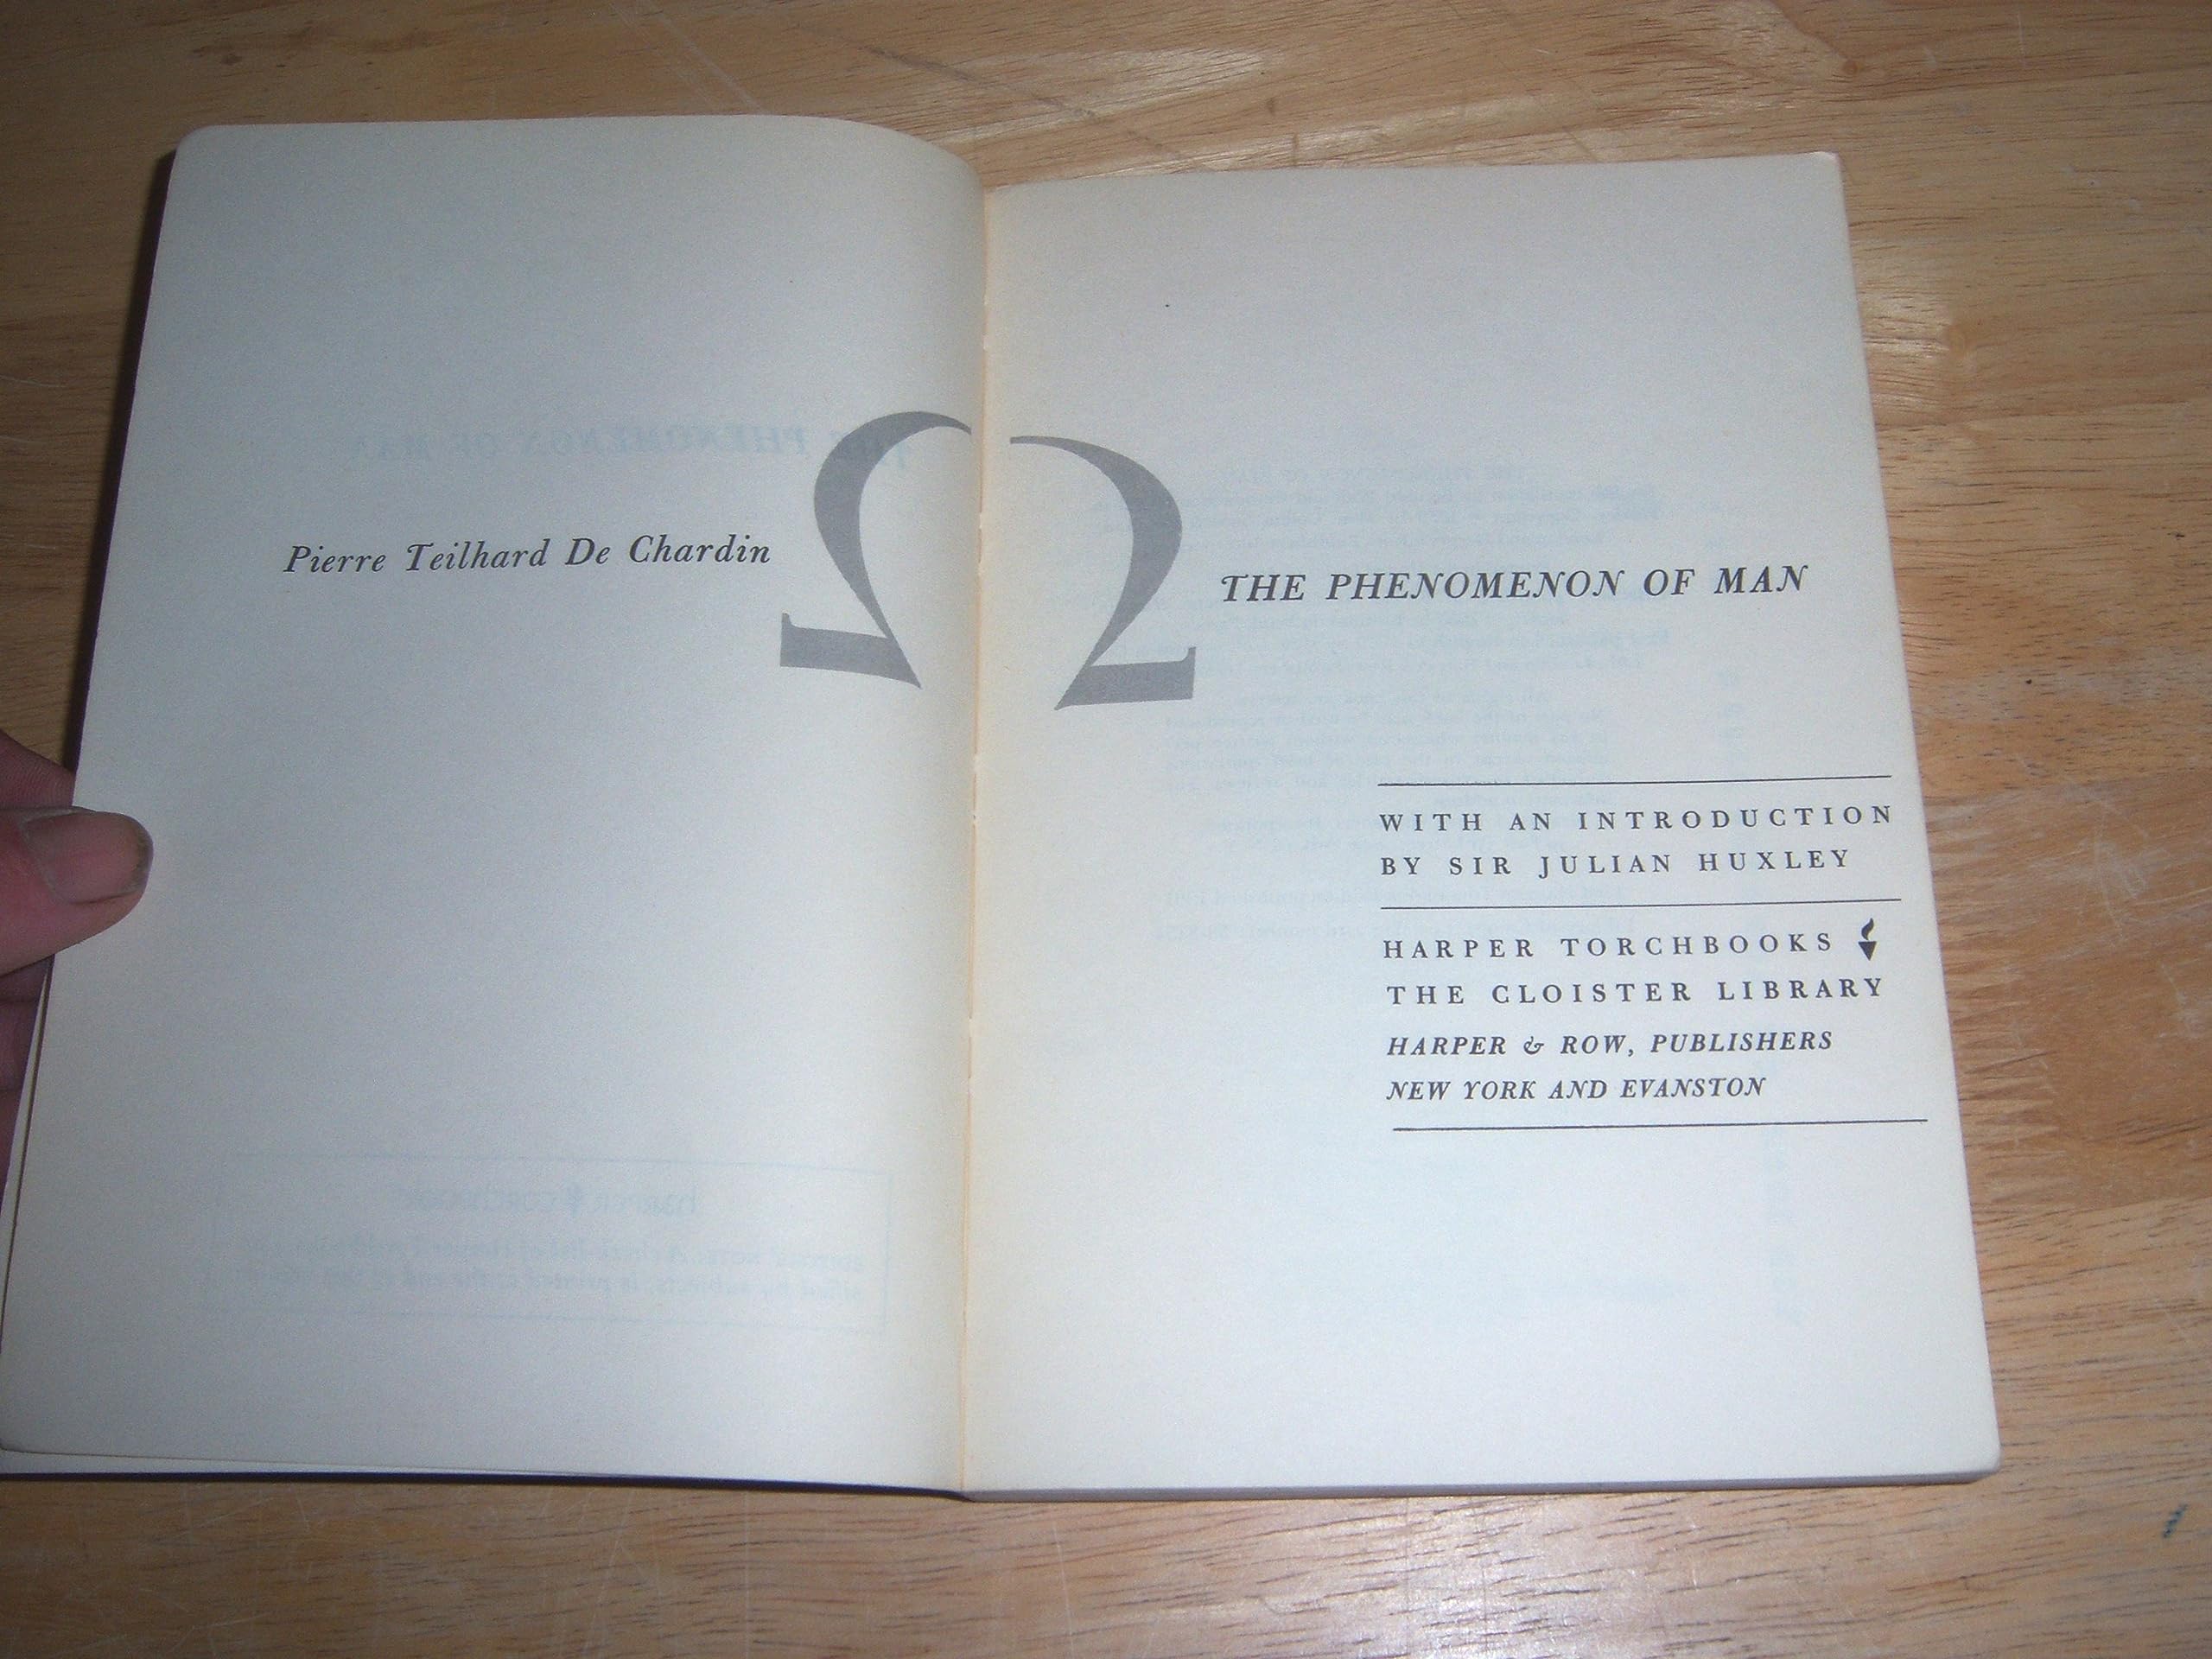 Pierre Teilhard De Chardin
Ω
THE PHENOMENON OF MAN
WITH AN INTRODUCTION
BY SIR JULIAN HUXLEY
HARPER TORCHBOOKS
THE CLOISTER LIBRARY
HARPER & ROW, PUBLISHERS
NEW YORK AND EVANSTON